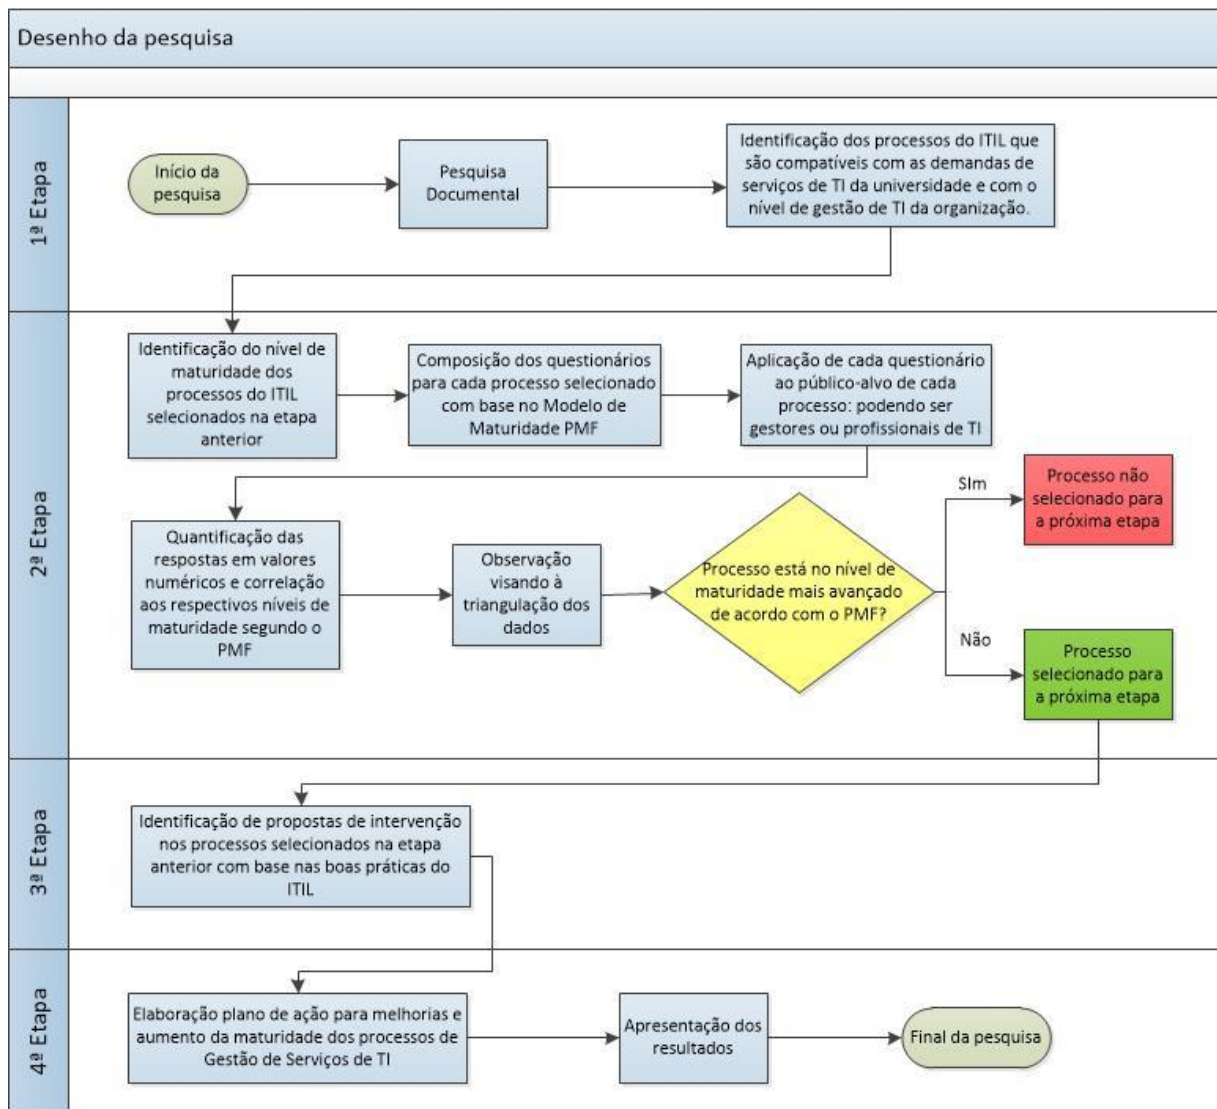 Desenho da pesquisa
1ª Etapa
Início da
pesquisa
Pesquisa
Documental
Identificação dos processos do ITIL que
são compatíveis com as demandas de
serviços de TI da universidade e com o
nível de gestão de TI da organização.
2ª Etapa
Identificação do nível de
maturidade dos
processos do ITIL
selecionados na etapa
anterior
Composição dos questionários
para cada processo selecionado
com base no Modelo de
Maturidade PMF
Aplicação de cada questionário
ao público-alvo de cada
processo: podendo ser
gestores ou profissionais de TI
Quantificação das
respostas em valores
numéricos e correlação
aos respectivos níveis de
maturidade segundo o
PMF
Observação
visando à
triangulação dos
dados
Processo está no nível de
maturidade mais avançado
de acordo com o PMF?
SIm
Processo não
selecionado para
a próxima etapa
Não
Processo
selecionado para
a próxima etapa
3ª Etapa
Identificação de propostas de intervenção
nos processos selecionados na etapa
anterior com base nas boas práticas do
ITIL
4ª Etapa
Elaboração plano de ação para melhorias e
aumento da maturidade dos processos de
Gestão de Serviços de TI
Apresentação dos
resultados
Final da pesquisa